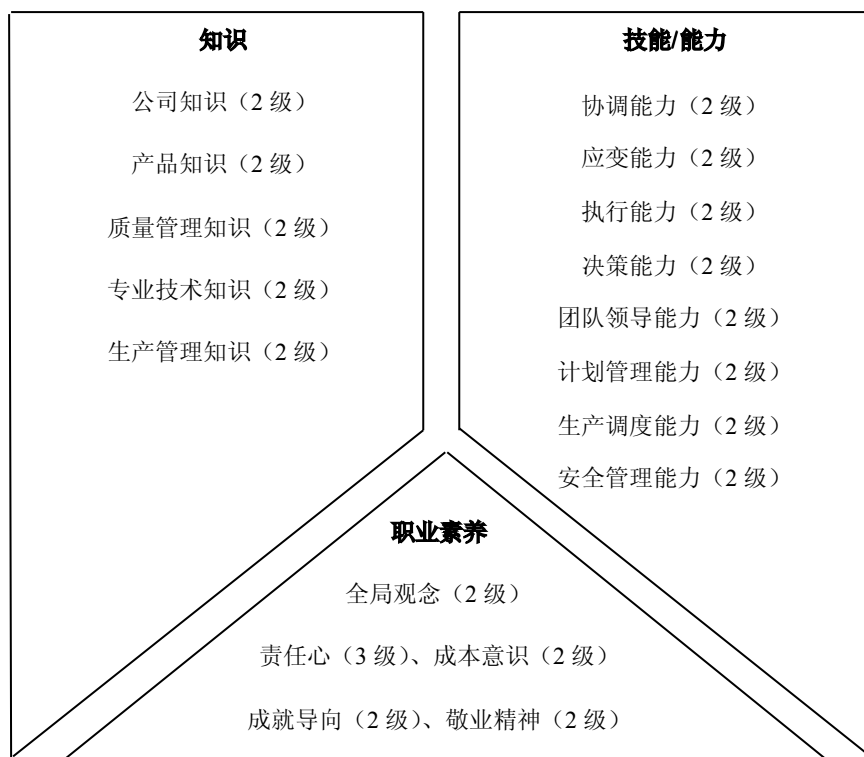 知识
公司知识（2 级）
产品知识（2 级）
质量管理知识（2 级）
专业技术知识（2 级）
生产管理知识（2 级）
技能/能力
协调能力（2 级）
应变能力（2 级）
执行能力（2 级）
决策能力（2 级）
团队领导能力（2 级）
计划管理能力（2 级）
生产调度能力（2 级）
安全管理能力（2 级）
职业素养
全局观念（2 级）
责任心（3 级）、成本意识（2 级）
成就导向（2 级）、敬业精神（2 级）